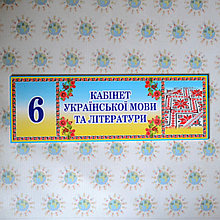 6
КАБІНЕТ
УКРАЇНСЬКОЇ МОВИ
ТА ЛІТЕРАТУРИ